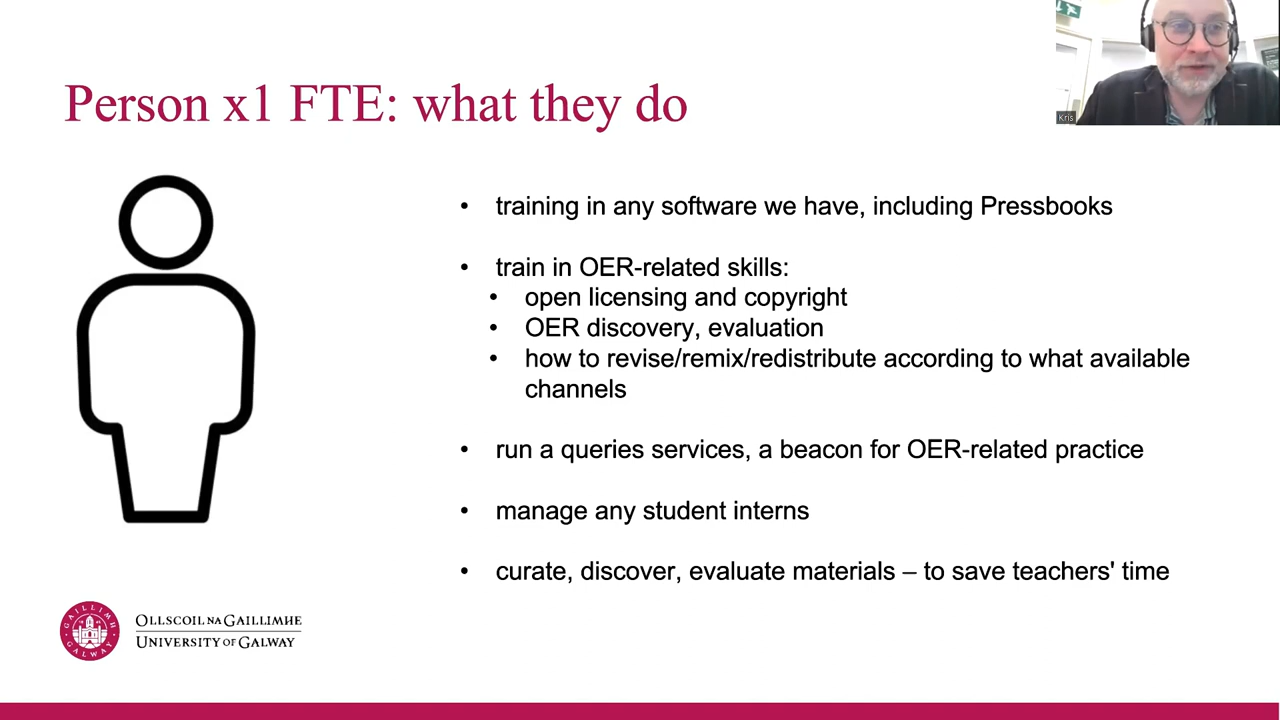 Kris
Person x1 FTE: what they do
• training in any software we have, including Pressbooks
• train in OER-related skills:
• open licensing and copyright
• OER discovery, evaluation
• how to revise/remix/redistribute according to what available
channels
• run a queries services, a beacon for OER-related practice
• manage any student interns
• curate, discover, evaluate materials – to save teachers' time
GAILLIMH
GALWAY
OLLSCOIL NA GAILLIMHE
UNIVERSITY OF GALWAY